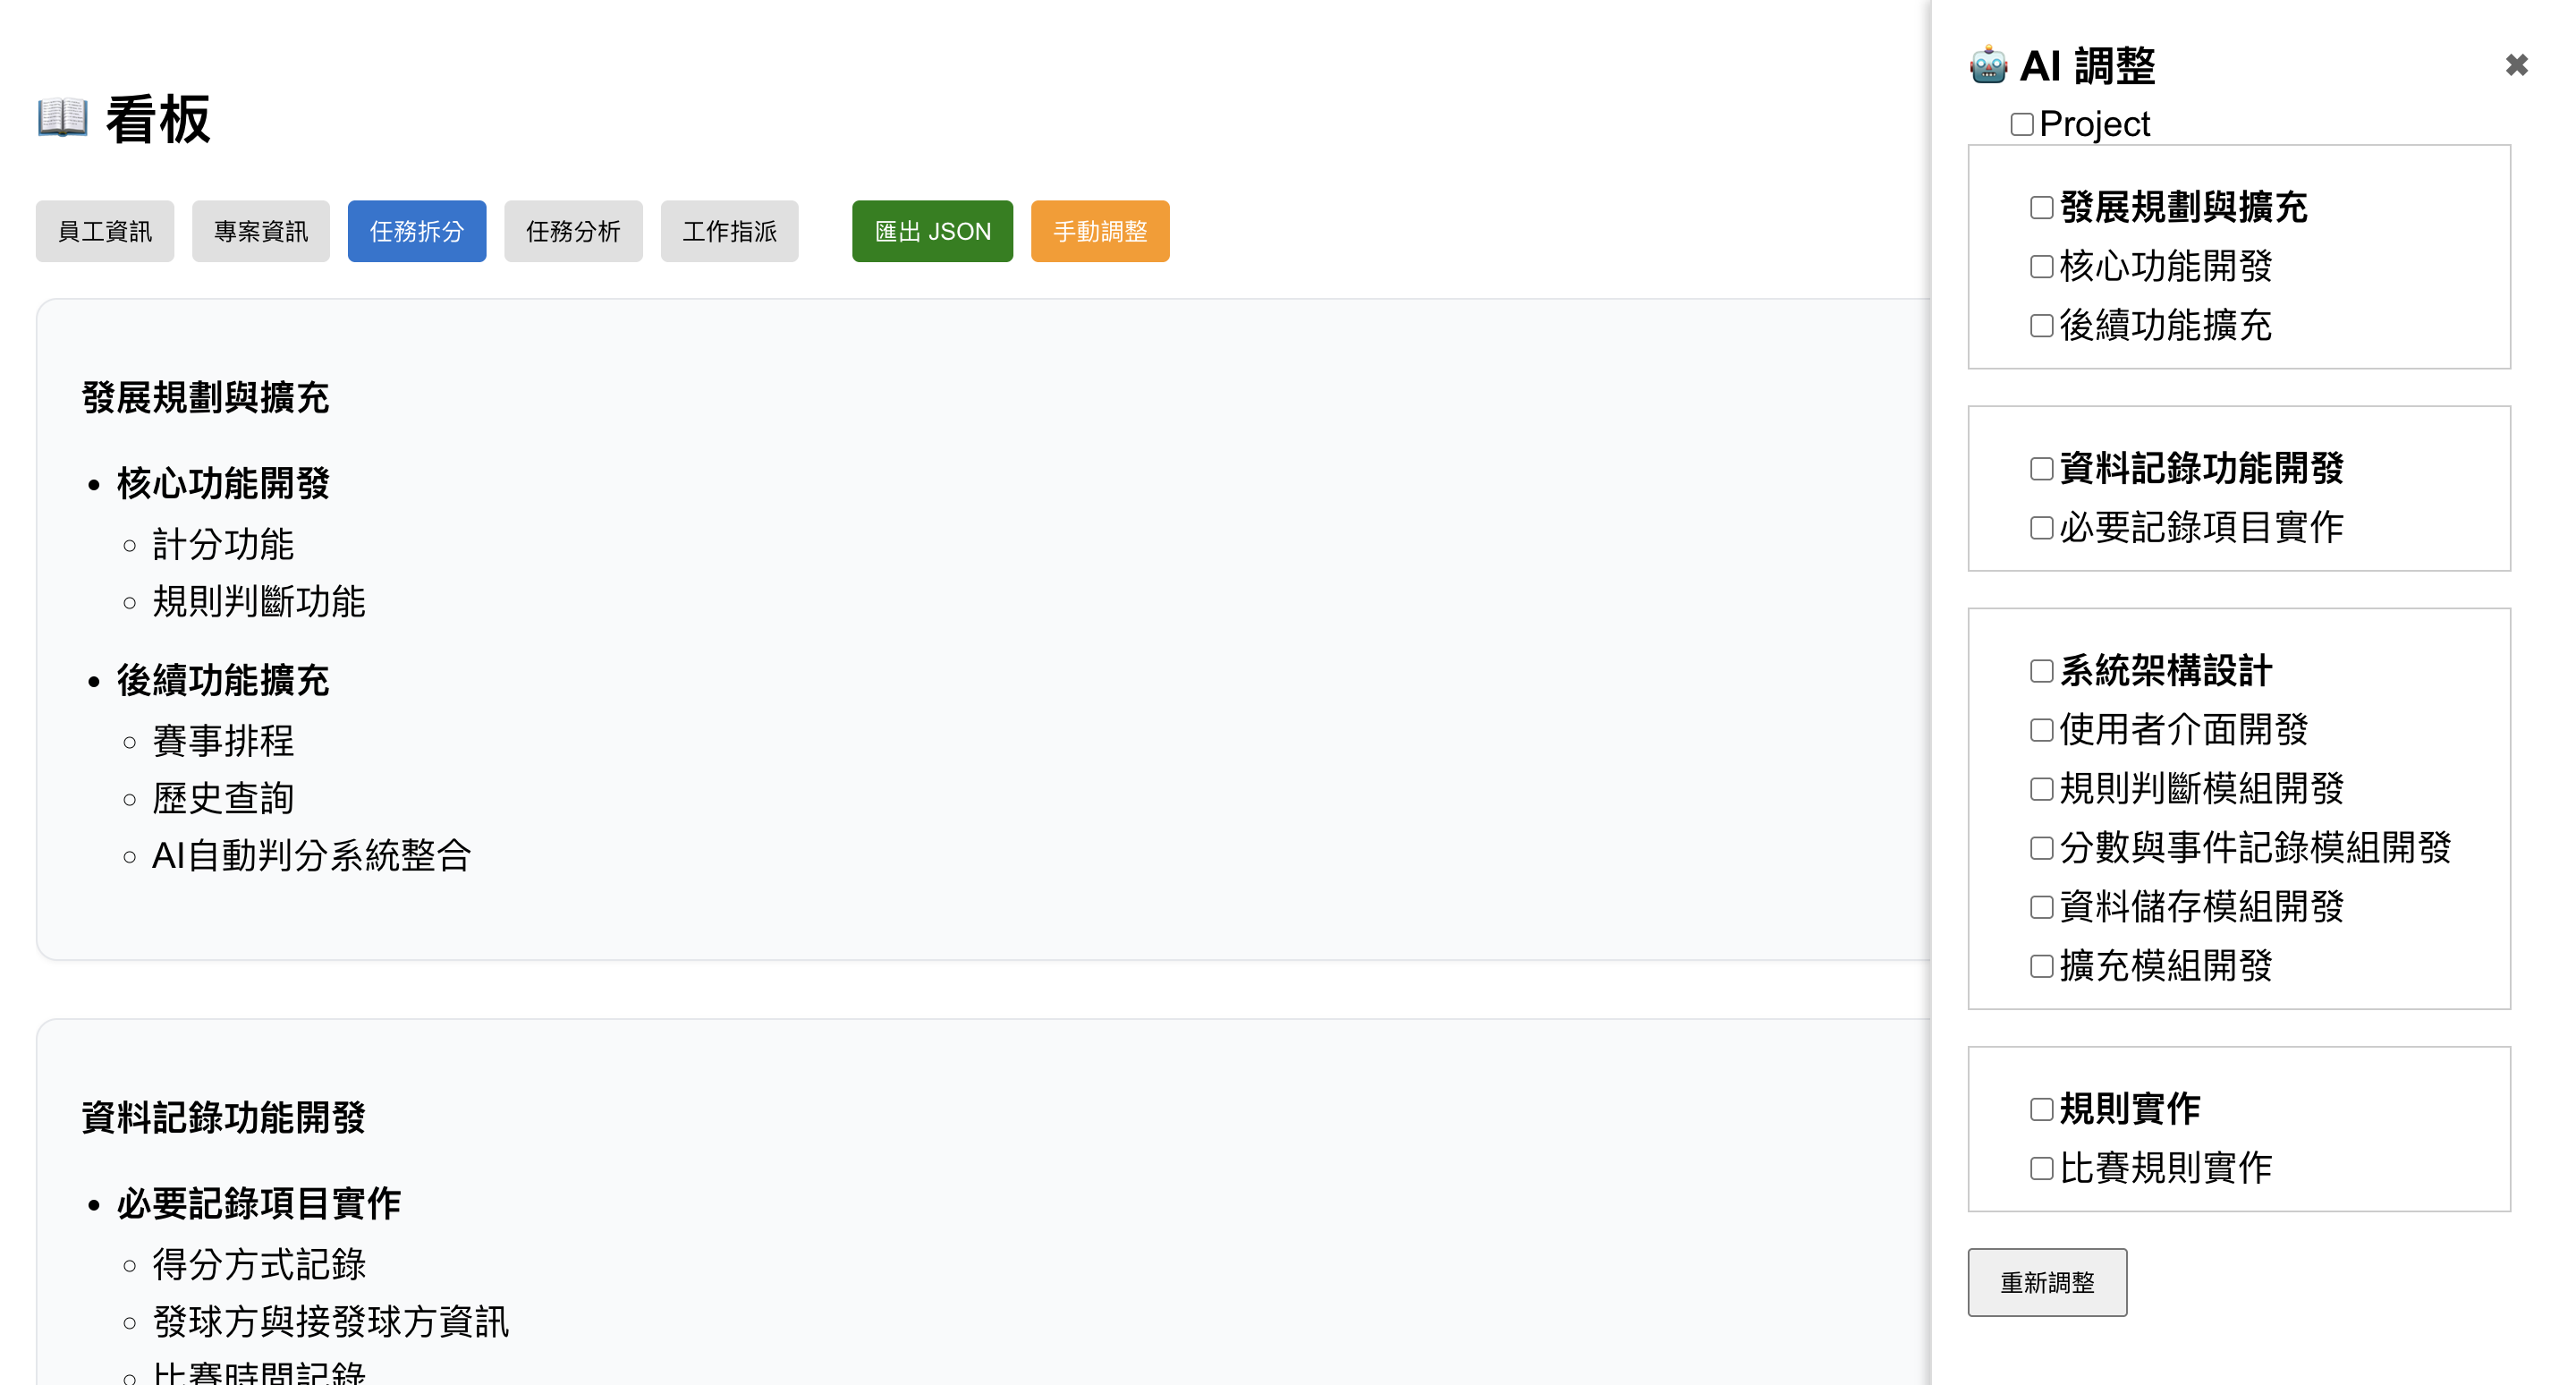 看板
員工資訊 專案資訊 任務拆分 任務分析 工作指派 匯出 JSON 手動調整
發展規劃與擴充
核心功能開發
計分功能
規則判斷功能
後續功能擴充
賽事排程
歷史查詢
AI自動判分系統整合
資料記錄功能開發
必要記錄項目實作
得分方式記錄
發球方與接發球方資訊
比賽時間記錄
AI 調整
Project
發展規劃與擴充
核心功能開發
後續功能擴充
資料記錄功能開發
必要記錄項目實作
系統架構設計
使用者介面開發
規則判斷模組開發
分數與事件記錄模組開發
資料儲存模組開發
擴充模組開發
規則實作
比賽規則實作
重新調整